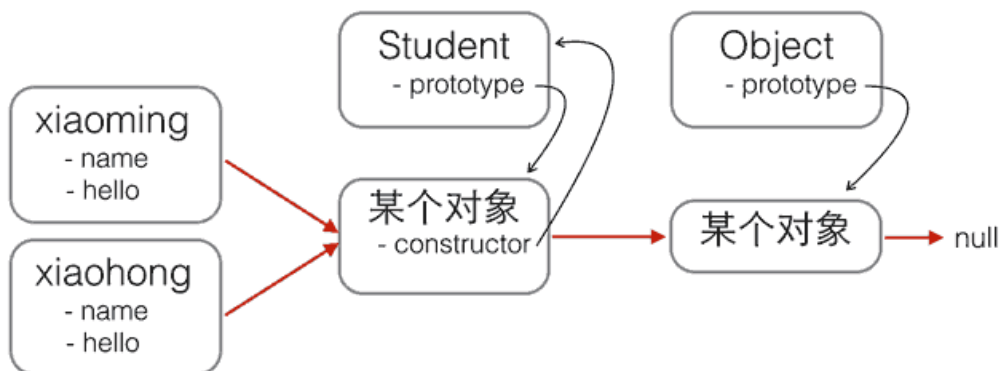 xiaoming
- name
- hello
xiaohong
- name
- hello
Student
- prototype
某个对象
- constructor
Object
- prototype
某个对象
null